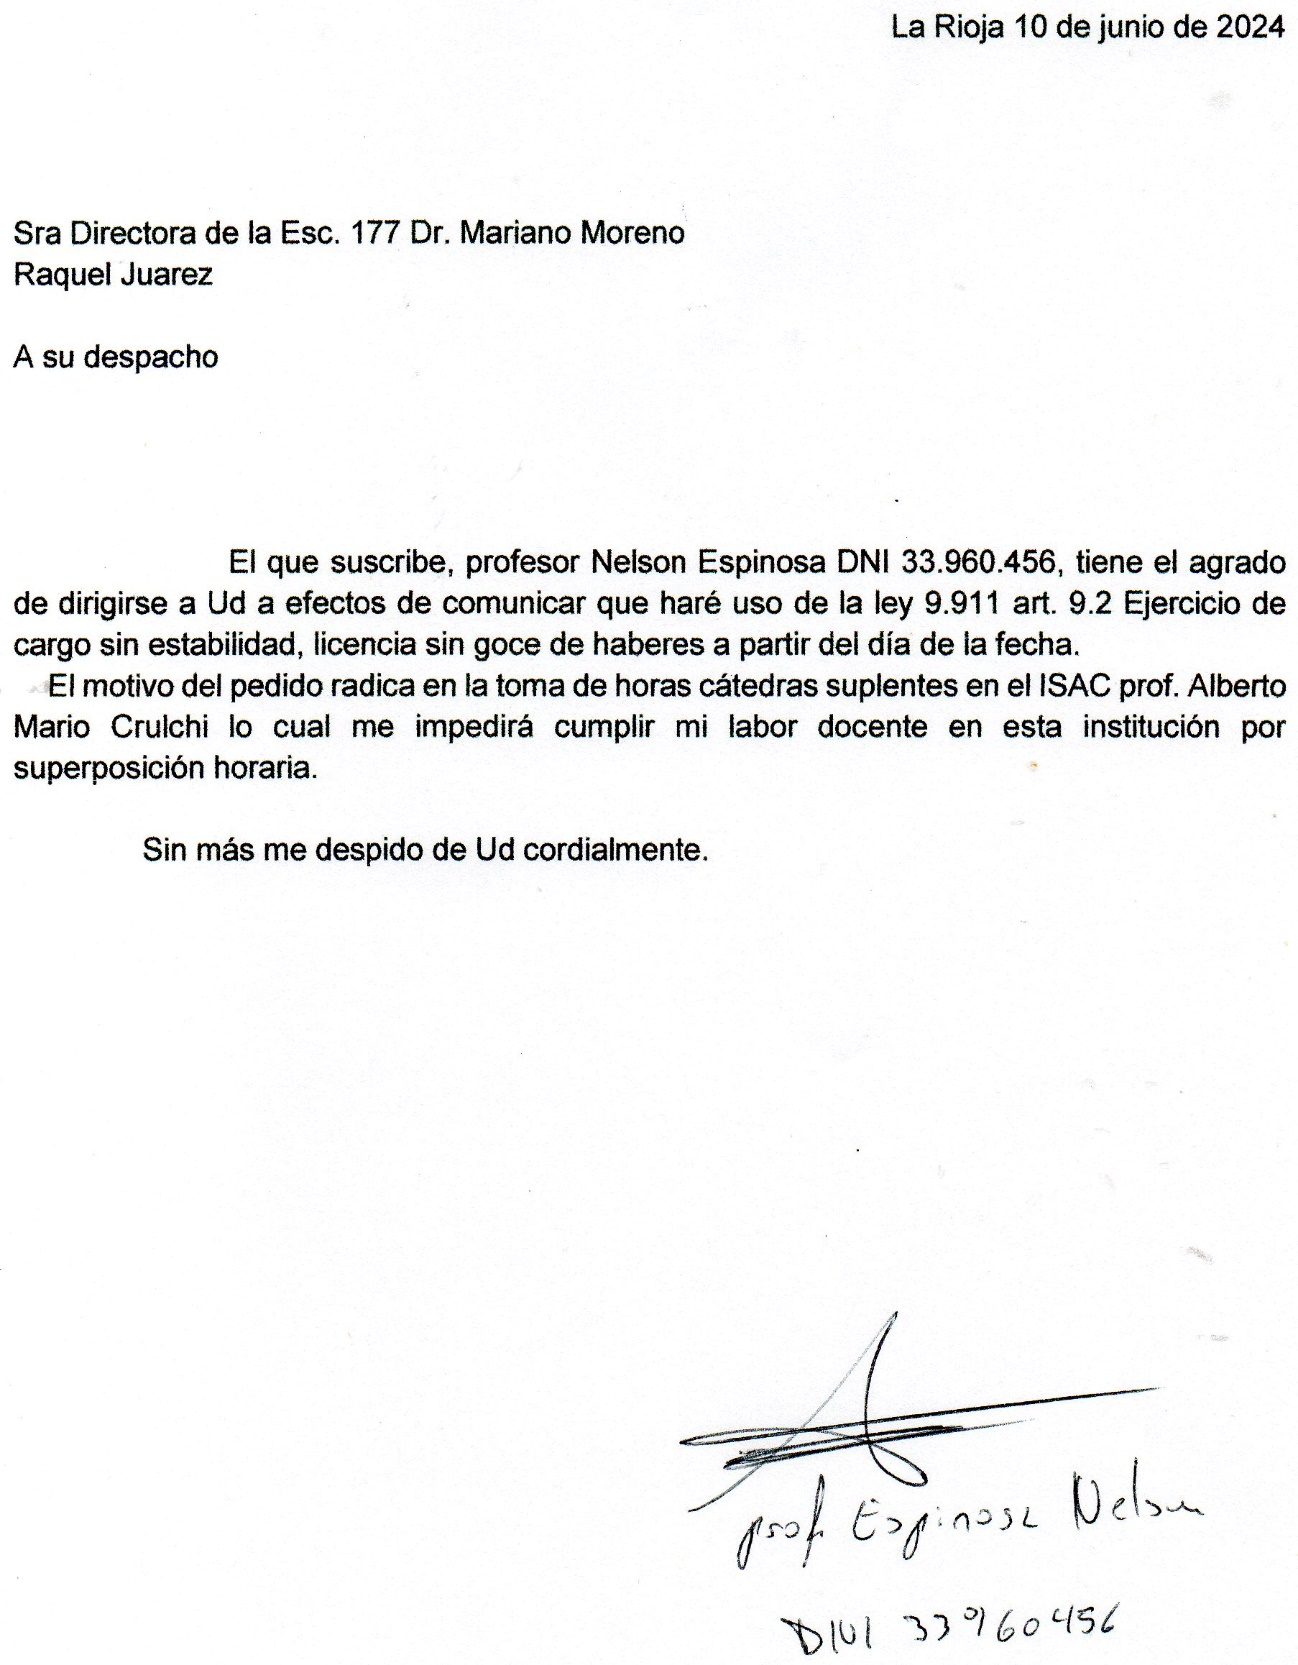 La Rioja 10 de junio de 2024
Sra Directora de la Esc. 177 Dr. Mariano Moreno
Raquel Juarez
A su despacho
El que suscribe, profesor Nelson Espinosa DNI 33.960.456, tiene el agrado
de dirigirse a Ud a efectos de comunicar que haré uso de la ley 9.911 art. 9.2 Ejercicio de
cargo sin estabilidad, licencia sin goce de haberes a partir del día de la fecha.
El motivo del pedido radica en la toma de horas cátedras suplentes en el ISAC prof. Alberto
Mario Crulchi lo cual me impedirá cumplir mi labor docente en esta institución por
superposición horaria.
Sin más me despido de Ud cordialmente.
prof Espinosa Nelson
DNI 33960456